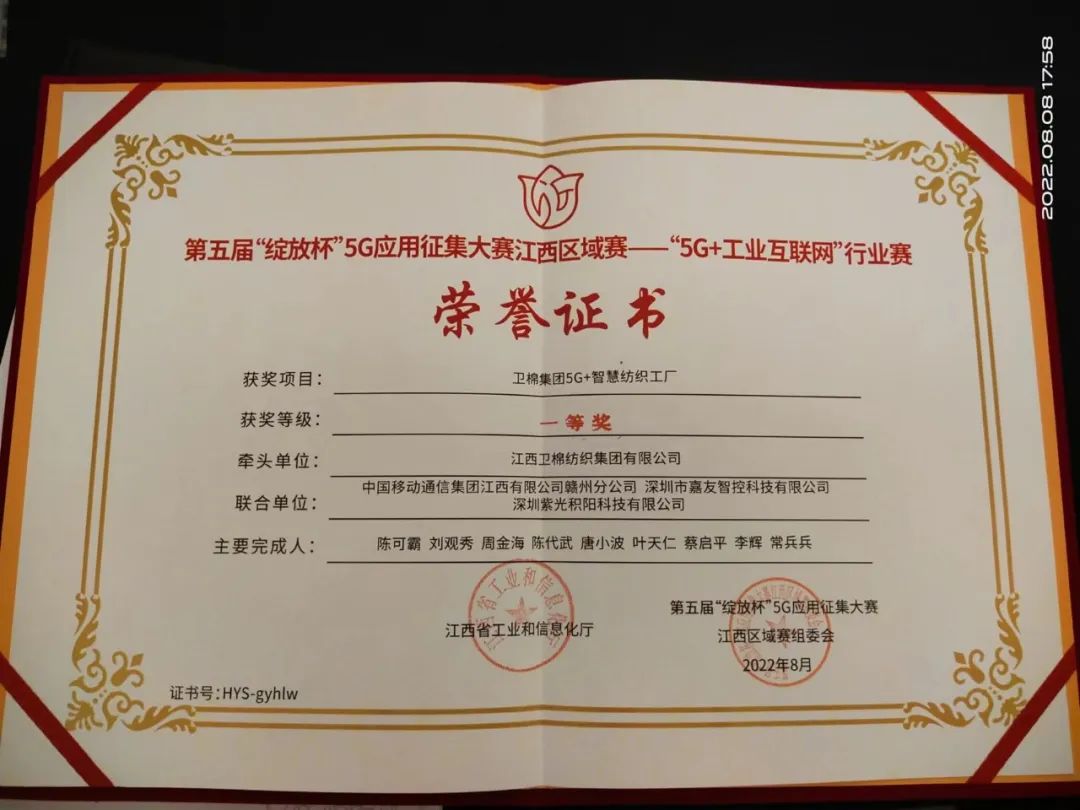 2022.08.08 17:58
第五届“绽放杯”5G应用征集大赛江西区域赛——“5G+工业互联网”行业赛
荣誉证书
获奖项目： 卫棉集团5G+智慧纺织工厂
获奖等级： 一等奖
牵头单位： 江西卫棉纺织集团有限公司
联合单位： 中国移动通信集团江西有限公司赣州分公司 深圳市嘉友智控科技有限公司
深圳紫光积阳科技有限公司
主要完成人： 陈可霸 刘观秀 周金海 陈代武 唐小波 叶天仁 蔡启平 李辉 常兵兵
江西省工业和信息化厅
江西省工业和信息化厅
第五届“绽放杯”5G应用征集大赛
江西区域赛组委会
2022年8月
证书号：HYS-gyhlw